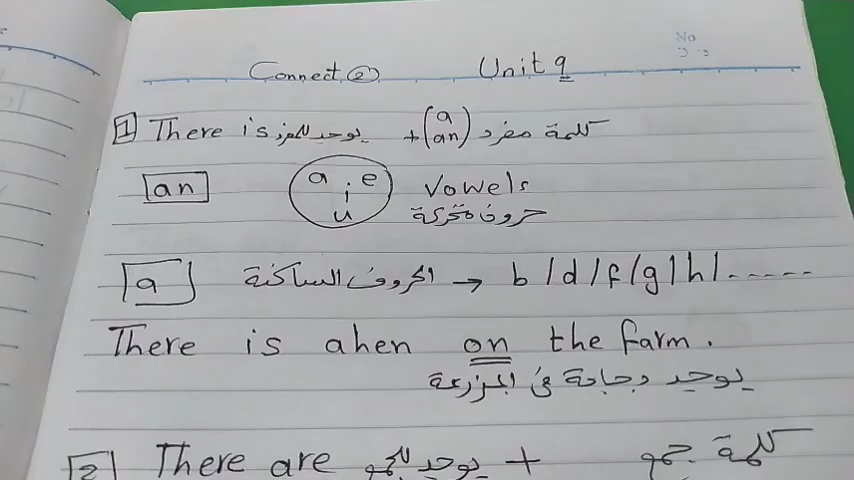 Connect ② Unit 9
No
1 There is يوجد للمفرد + (a an) كلمة مفرد
an a e i u Vowels
حروف متحركة
a الحروف الساكنة → b / d / f / g / h / ......
There is ahen on the farm.
يوجد دجاجة في المزرعة
2 There are يوجد للجمع + كلمة جمع